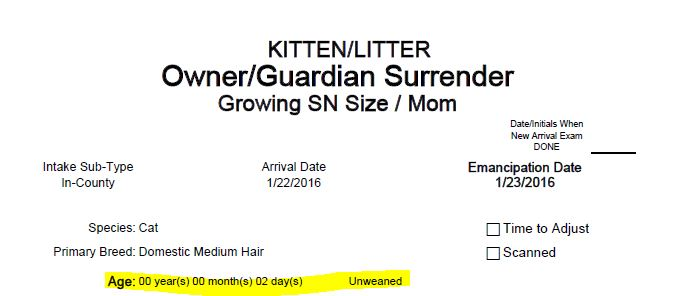 KITTEN/LITTER
Owner/Guardian Surrender
Growing SN Size / Mom
Date/Initials When
New Arrival Exam
DONE
Intake Sub-Type
In-County
Arrival Date
1/22/2016
Emancipation Date
1/23/2016
Species: Cat
Time to Adjust
Primary Breed: Domestic Medium Hair
Scanned
Age: 00 year(s) 00 month(s) 02 day(s) Unweaned